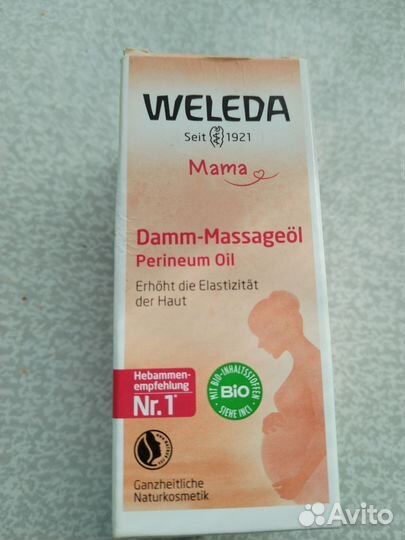 WELEDA
Seit 1921
Mama
Damm-Massageöl
Perineum Oil
Erhöht die Elastizität
der Haut
Hebammen-
empfehlung
Nr.1*
MIT BIO-INHALTSSTOFFEN
BIO
SIEHE INCI
Ganzheitliche
Naturkosmetik
Avito